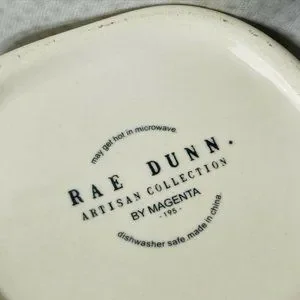 may get hot in microwave.
RAE DUNN.
ARTISAN COLLECTION
BY MAGENTA
- 195 -
dishwasher safe. made in china.